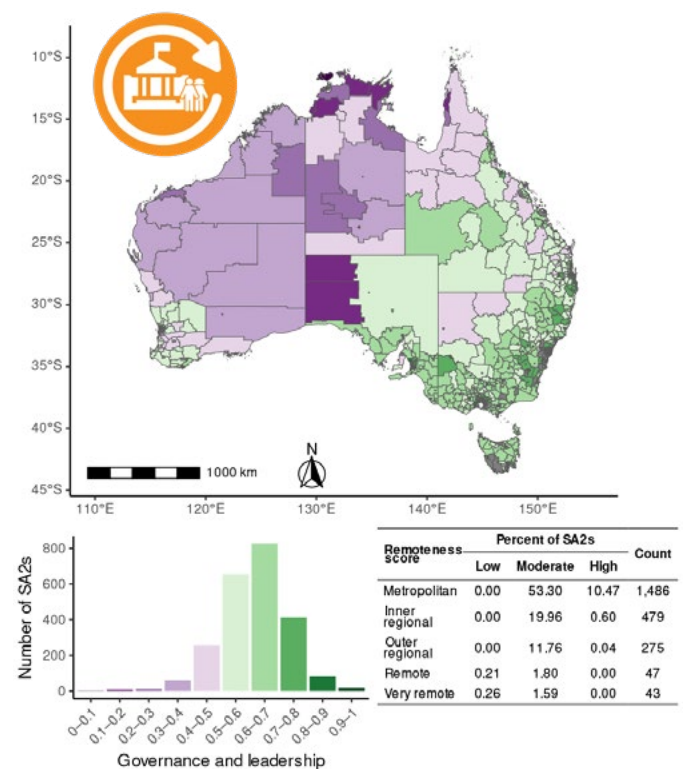 10°S
15°S
20°S
25°S
30°S
35°S
40°S
45°S
N
1000 km
110°E 120°E 130°E 140°E 150°E
Number of SA2s
800
600
400
200
0
0–0.1 0.1–0.2 0.2–0.3 0.3–0.4 0.4–0.5 0.5–0.6 0.6–0.7 0.7–0.8 0.8–0.9 0.9–1
Governance and leadership
Remoteness score Percent of SA2s Count
Low Moderate High
Metropolitan 0.00 53.30 10.47 1,486
Inner regional 0.00 19.96 0.60 479
Outer regional 0.00 11.76 0.04 275
Remote 0.21 1.80 0.00 47
Very remote 0.26 1.59 0.00 43